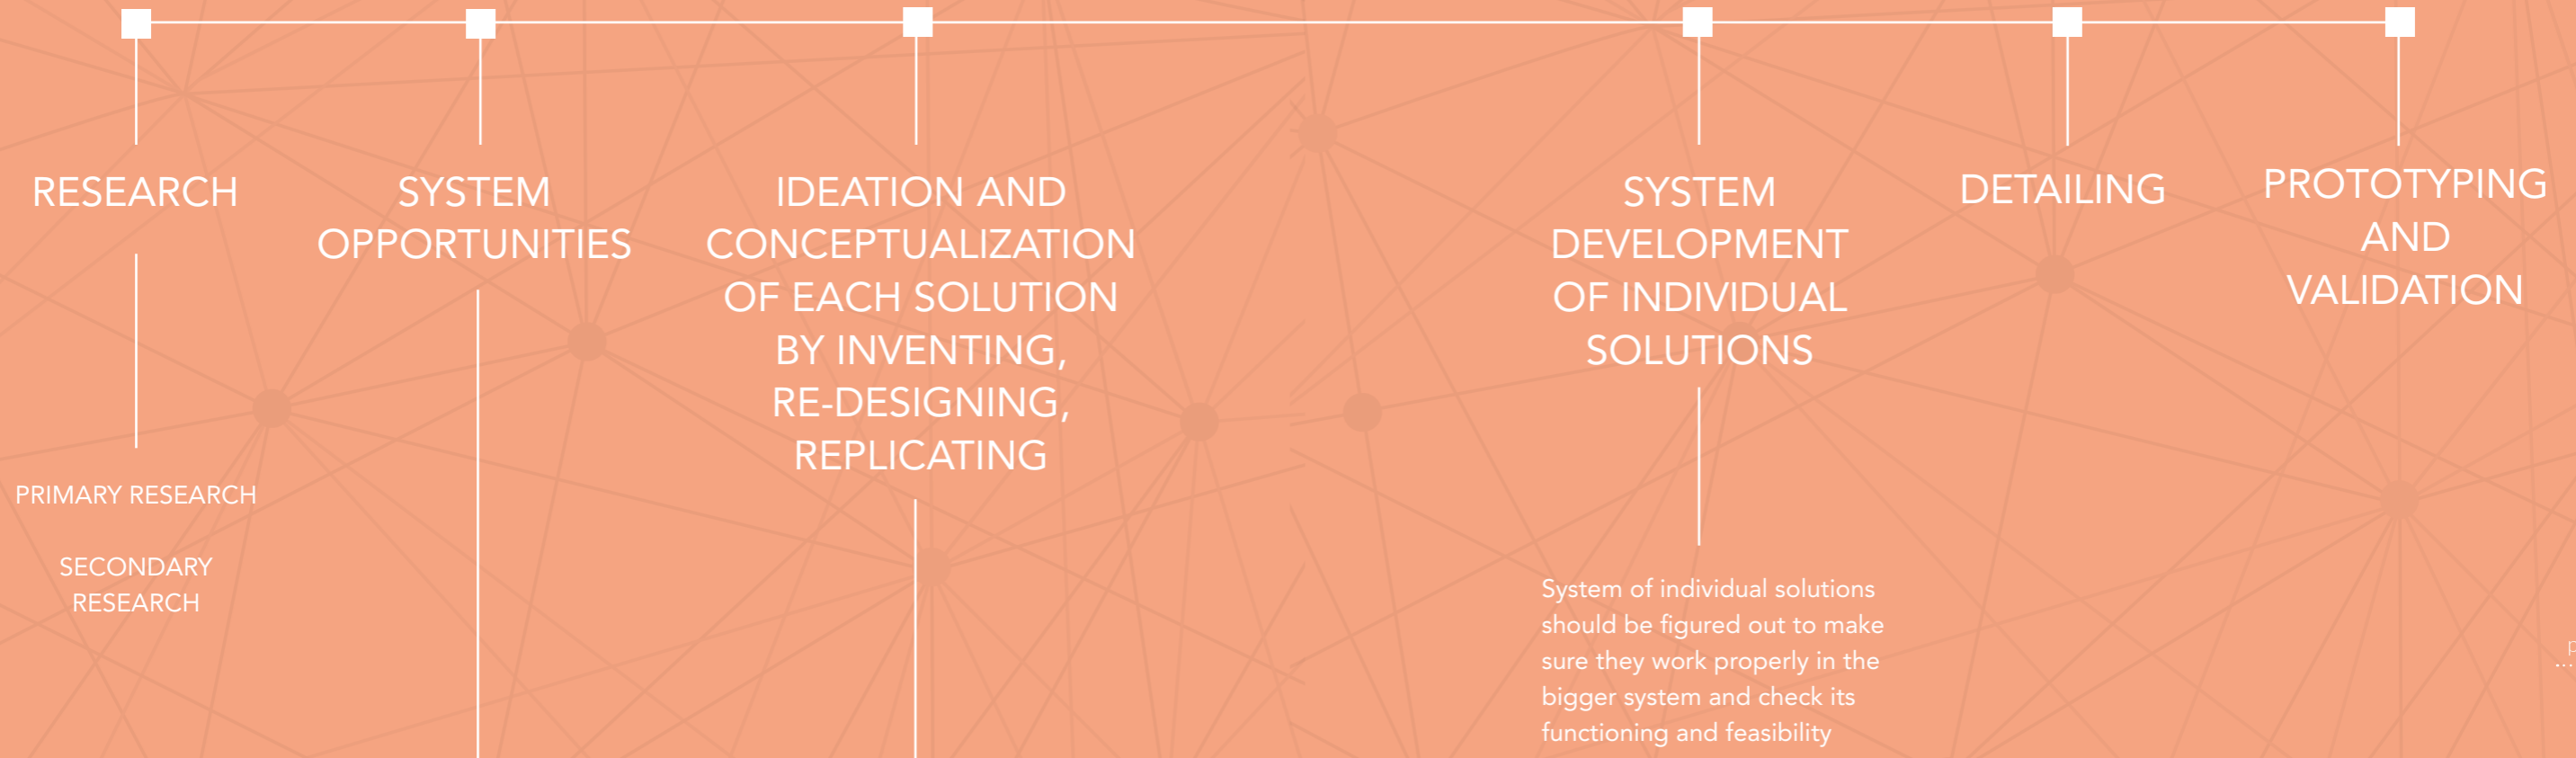 RESEARCH
PRIMARY RESEARCH
SECONDARY
RESEARCH
SYSTEM
OPPORTUNITIES
IDEATION AND
CONCEPTUALIZATION
OF EACH SOLUTION
BY INVENTING,
RE-DESIGNING,
REPLICATING
SYSTEM
DEVELOPMENT
OF INDIVIDUAL
SOLUTIONS
System of individual solutions
should be figured out to make
sure they work properly in the
bigger system and check its
functioning and feasibility
DETAILING
PROTOTYPING
AND
VALIDATION